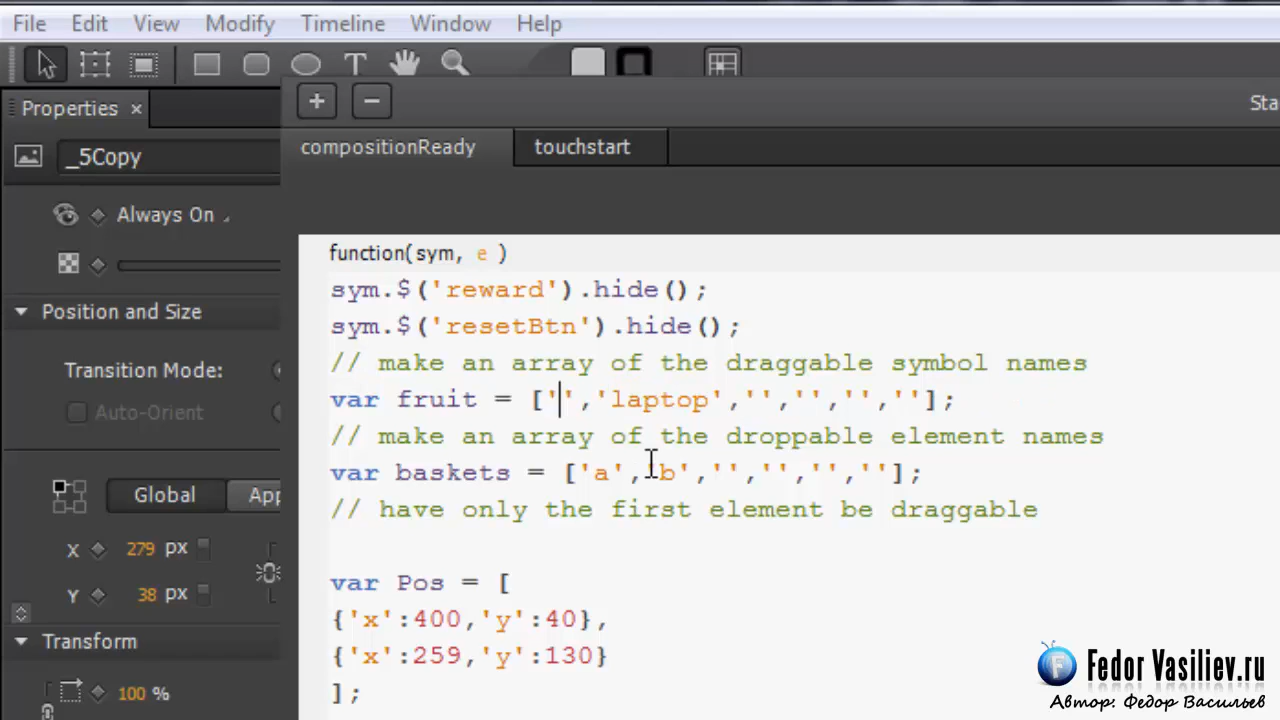 File Edit View Modify Timeline Window Help
Properties ×
+ − Sta
_5Copy
compositionReady touchstart
Always On
function(sym, e )
sym.$('reward').hide();
Position and Size
sym.$('resetBtn').hide();
// make an array of the draggable symbol names
Transition Mode:
var fruit = ['','laptop','','','',''];
Auto-Orient
// make an array of the droppable element names
var baskets = ['a','b','','','',''];
Global App
// have only the first element be draggable
X 279 px
var Pos = [
Y 38 px
{'x':400,'y':40},
Transform
{'x':259,'y':130}
100 %
];
Fedor Vasiliev.ru
Автор: Федор Васильев